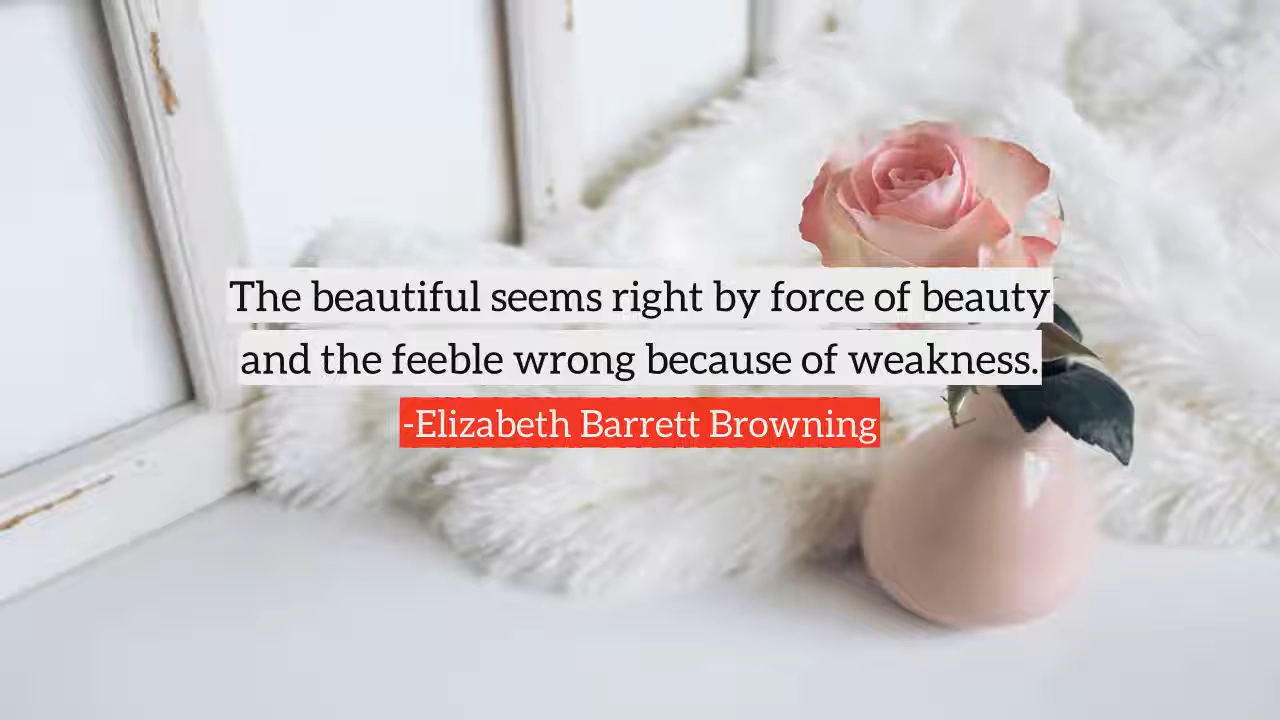 The beautiful seems right by force of beauty
and the feeble wrong because of weakness.
-Elizabeth Barrett Browning